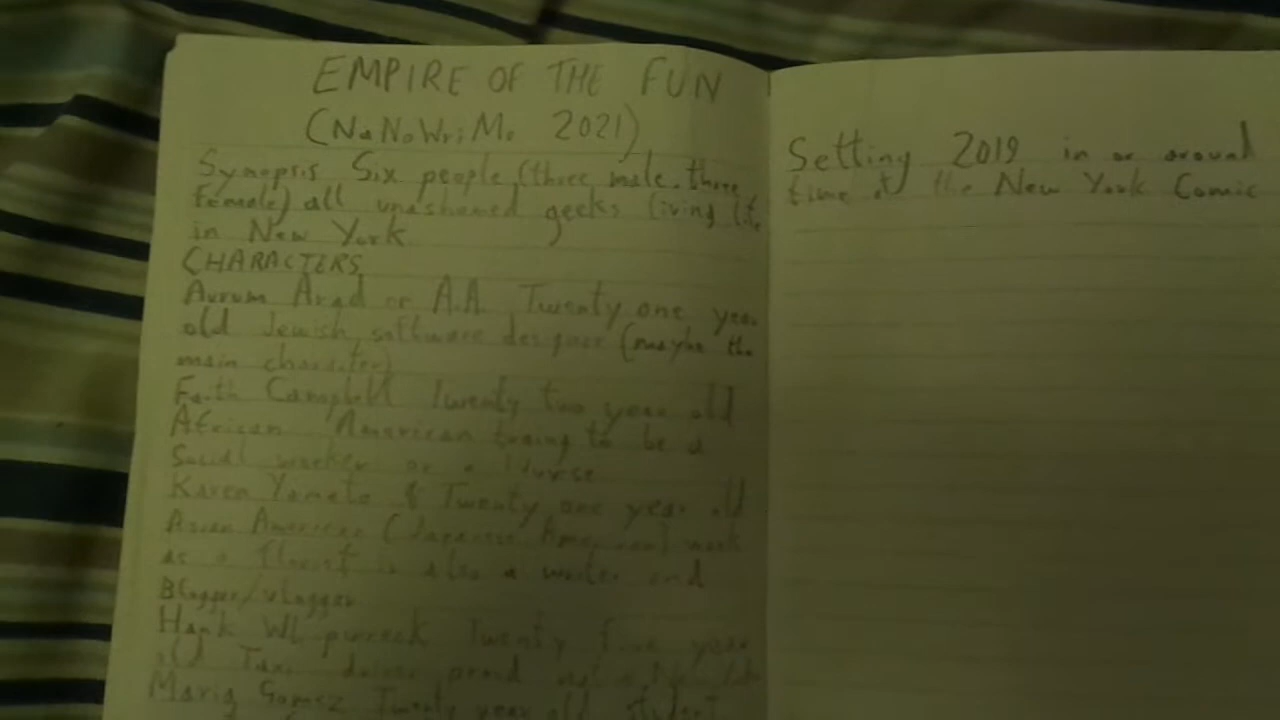 EMPIRE OF THE FUN
(NaNoWriMo 2021)
Synopsis Six people (three male, three
female) all unashamed geeks living
in New York
CHARACTERS
Avrum Arad or A.A Twenty one year
old Jewish software designer (maybe the
main character)
Faith Campbell Twenty two year old
African American trying to be a
Social worker or a Nurse
Karen Yamato Twenty one year old
Asian American (Japanese American) work
as a florist is also a writer and
Blogger/vlogger
Hank Twenty five year
old Taxi driver proud
Maria Gomez Twenty year old student
Setting 2019 in or around
time of the New York Comic